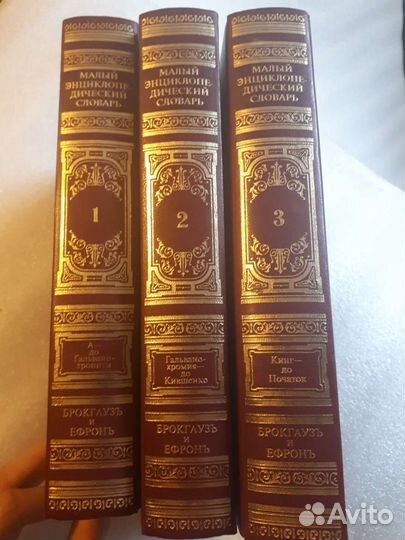 МАЛЫЙ
ЭНЦИКЛОПЕ-
ДИЧЕСКИЙ
СЛОВАРЬ
1
А—
до
Гальвано-
тропизм
БРОКГАУЗЪ
И
ЕФРОНЪ
МАЛЫЙ
ЭНЦИКЛОПЕ-
ДИЧЕСКИЙ
СЛОВАРЬ
2
Гальвано-
хромия—
до
Кившенко
БРОКГАУЗЪ
И
ЕФРОНЪ
МАЛЫЙ
ЭНЦИКЛОПЕ-
ДИЧЕСКИЙ
СЛОВАРЬ
3
Кинг—
до
Початок
БРОКГАУЗЪ
И
ЕФРОНЪ
Avito